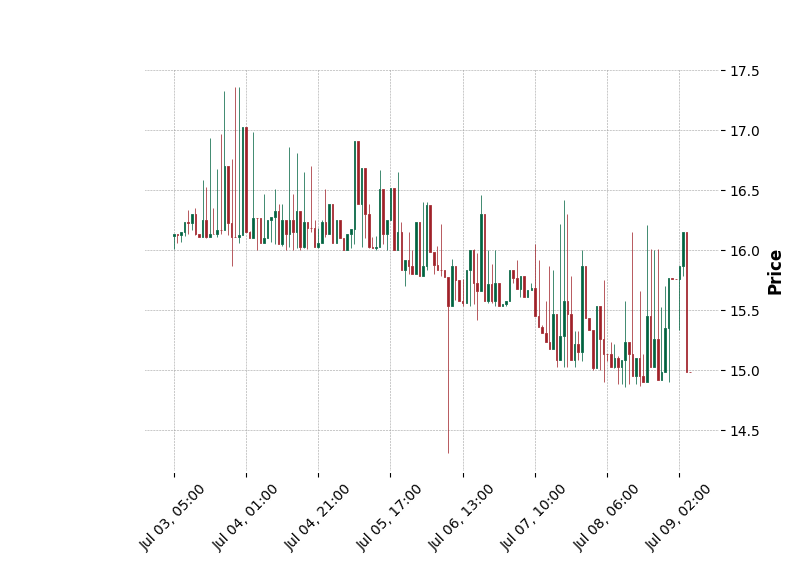 17.5
17.0
16.5
16.0
15.5
15.0
14.5
Price
Jul 03, 05:00
Jul 04, 01:00
Jul 04, 21:00
Jul 05, 17:00
Jul 06, 13:00
Jul 07, 10:00
Jul 08, 06:00
Jul 09, 02:00